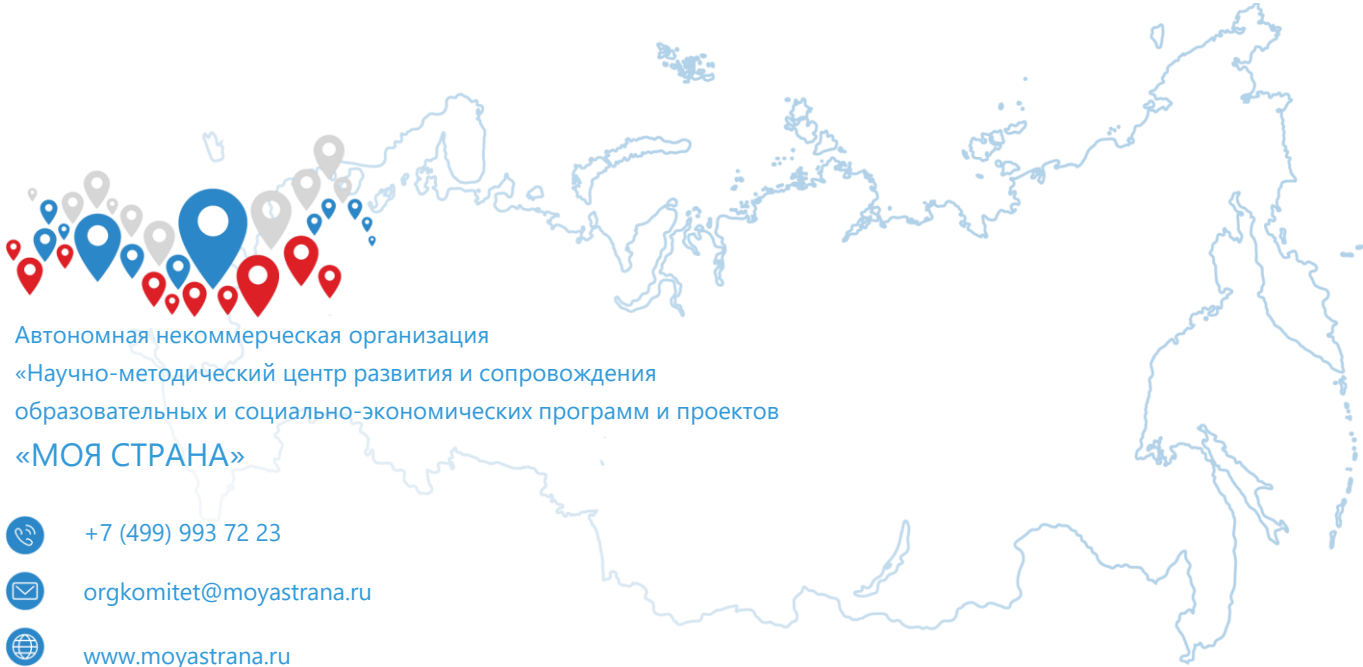 Автономная некоммерческая организация
«Научно-методический центр развития и сопровождения
образовательных и социально-экономических программ и проектов
«МОЯ СТРАНА»
+7 (499) 993 72 23
orgkomitet@moyastrana.ru
www.moyastrana.ru